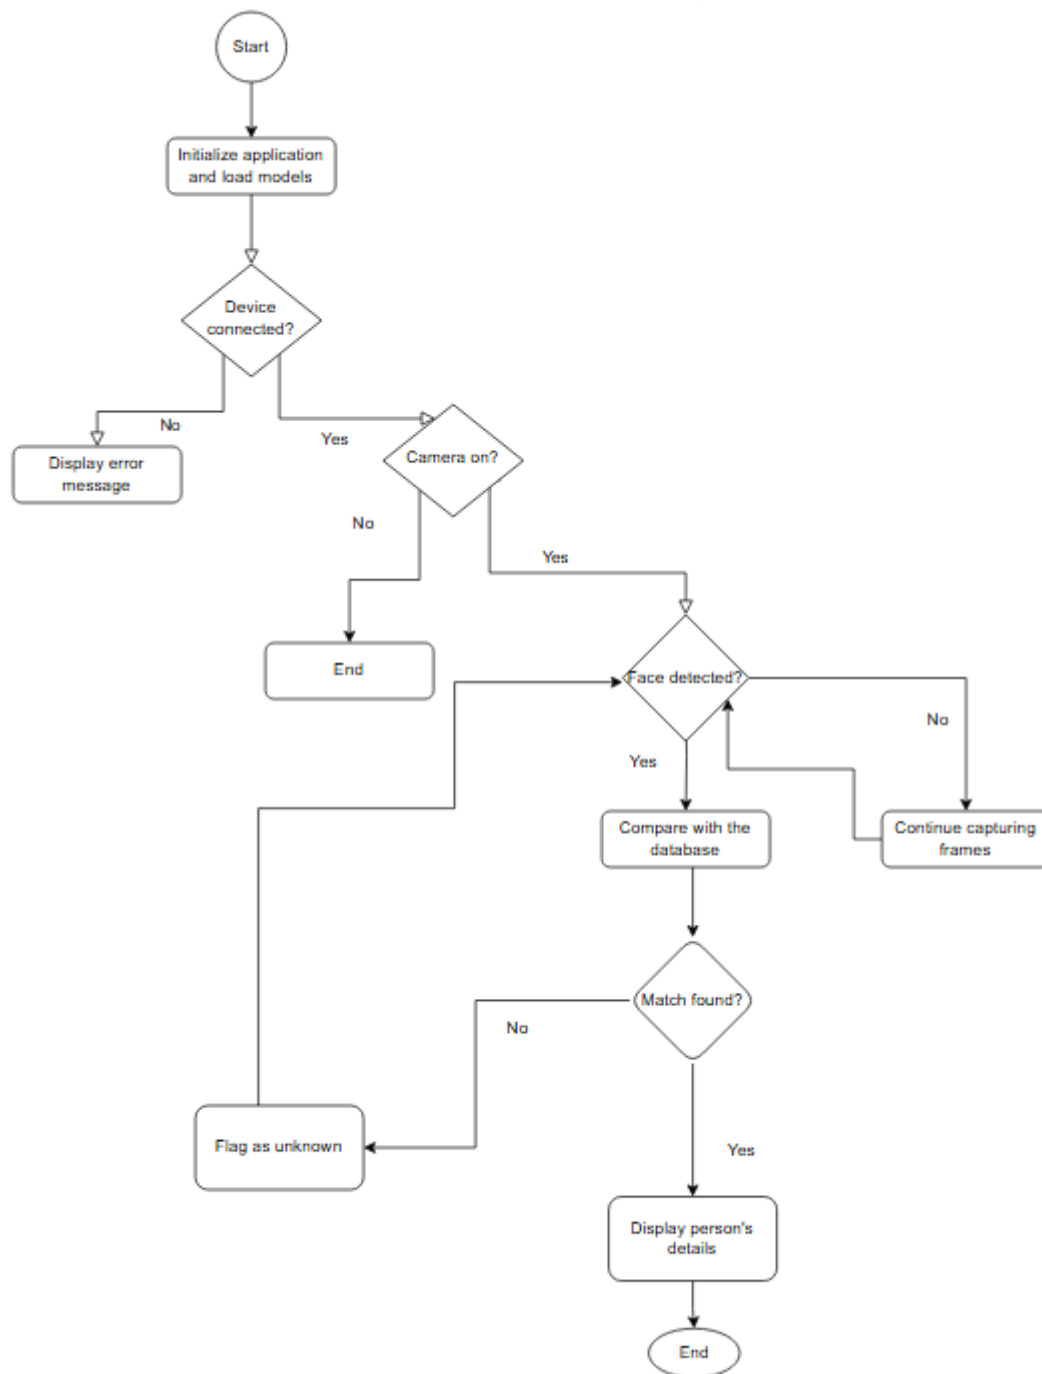 Start
Initialize application
and load models
Device
connected?
No
Yes
Display error
message
Camera on?
No
Yes
End
Face detected?
No
Yes
Compare with the
database
Continue capturing
frames
Match found?
No
Flag as unknown
Yes
Display person's
details
End